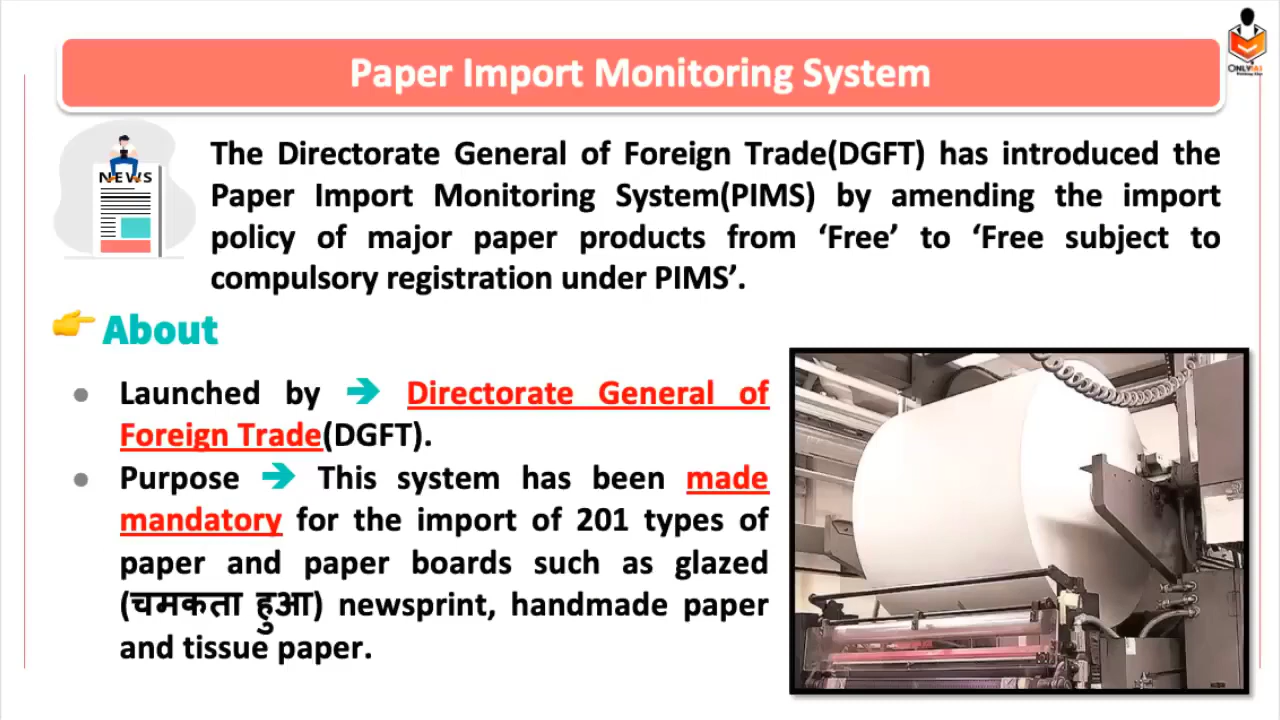 Paper Import Monitoring System
ONLYIAS
NEWS
The Directorate General of Foreign Trade(DGFT) has introduced the
Paper Import Monitoring System(PIMS) by amending the import
policy of major paper products from ‘Free’ to ‘Free subject to
compulsory registration under PIMS’.
About
Launched by ➔ Directorate General of
Foreign Trade(DGFT).
Purpose ➔ This system has been made
mandatory for the import of 201 types of
paper and paper boards such as glazed
(चमकता हुआ) newsprint, handmade paper
and tissue paper.